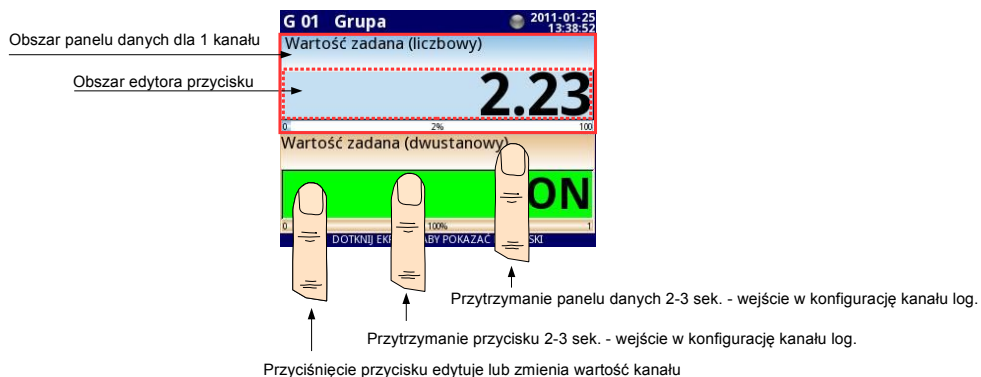 G 01 Grupa
2011-01-25
13:38:52
Obszar panelu danych dla 1 kanału
Wartość zadana (liczbowy)
Obszar edytora przycisku
2.23
0 2% 100
Wartość zadana (dwustanowy)
ON
0 100% 1
DOTKNIJ ABY POKAZAĆ
Przytrzymanie panelu danych 2-3 sek. - wejście w konfigurację kanału log.
Przytrzymanie przycisku 2-3 sek. - wejście w konfigurację kanału log.
Przyciśnięcie przycisku edytuje lub zmienia wartość kanału